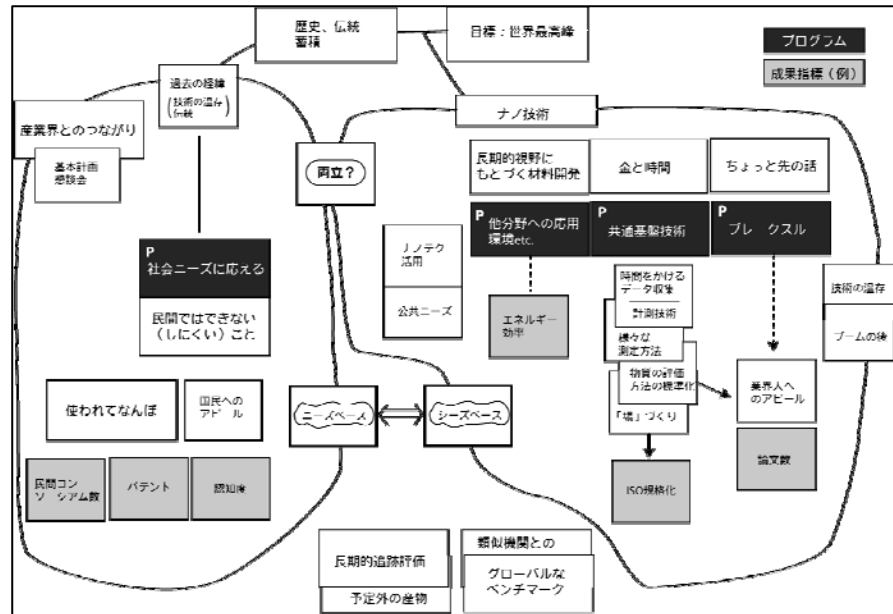 歴史、伝統
蓄積
目標：世界最高峰
プログラム
成果指標（例）
過去の経緯
（技術の温存
伝統）
産業界とのつながり
基本計画
懇談会
ナノ技術
両立？
長期的視野に
もとづく材料開発
金と時間
ちょっと先の話
P
他分野への応用
環境etc.
P
共通基盤技術
P
ブレークスル
P
社会ニーズに応える
民間ではできない
（しにくい）こと
ナノテク
活用
公共ニーズ
エネルギー
効率
時間をかける
データ収集
計測技術
様々な
測定方法
物質の評価
方法の標準化
「場」づくり
技術の温存
ブームの後
業界人へ
のアピール
使われてなんぼ
国民への
アピール
ニーズベース
シーズベース
民間コン
ソーシアム数
パテント
認知度
ISO規格化
論文数
長期的追跡評価
予定外の産物
類似機関との
グローバルな
ベンチマーク